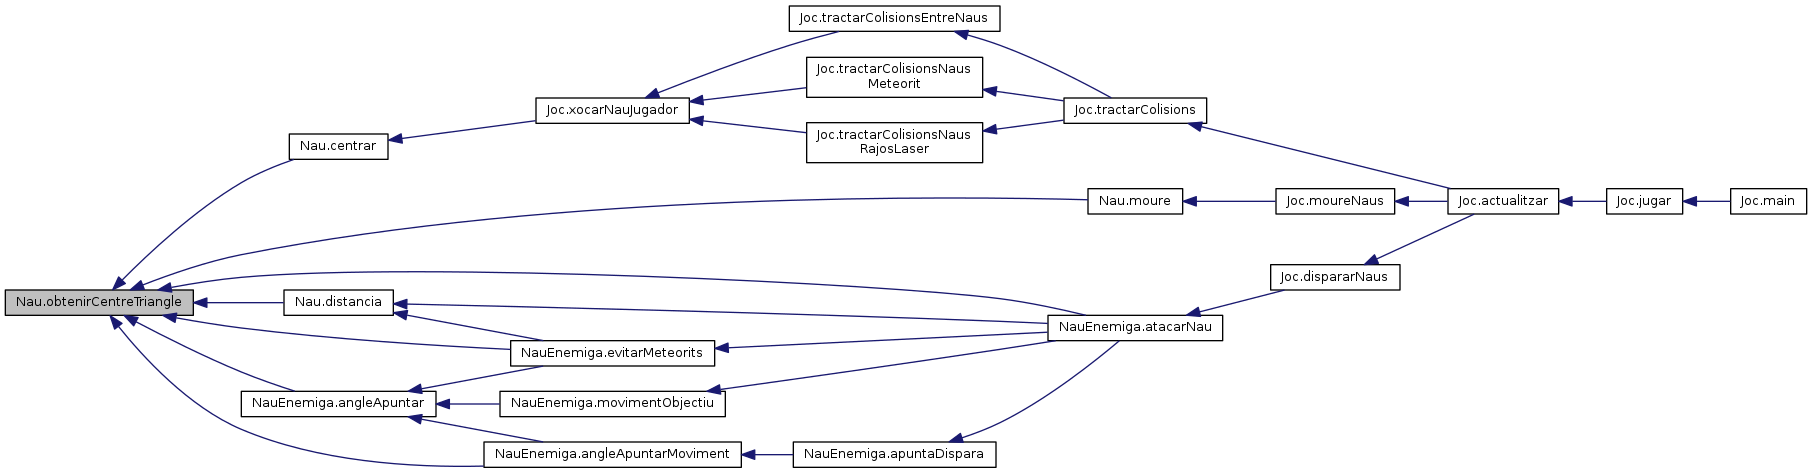 Joc.tractarColisionsEntreNaus
Joc.tractarColisionsNaus
Meteorit
Joc.xocarNauJugador
Joc.tractarColisions
Joc.tractarColisionsNaus
RajosLaser
Nau.centrar
Nau.moure
Joc.moureNaus
Joc.actualitzar
Joc.jugar
Joc.main
Joc.dispararNaus
Nau.obtenirCentreTriangle
Nau.distancia
NauEnemiga.atacarNau
NauEnemiga.evitarMeteorits
NauEnemiga.angleApuntar
NauEnemiga.movimentObjectiu
NauEnemiga.angleApuntarMoviment
NauEnemiga.apuntaDispara